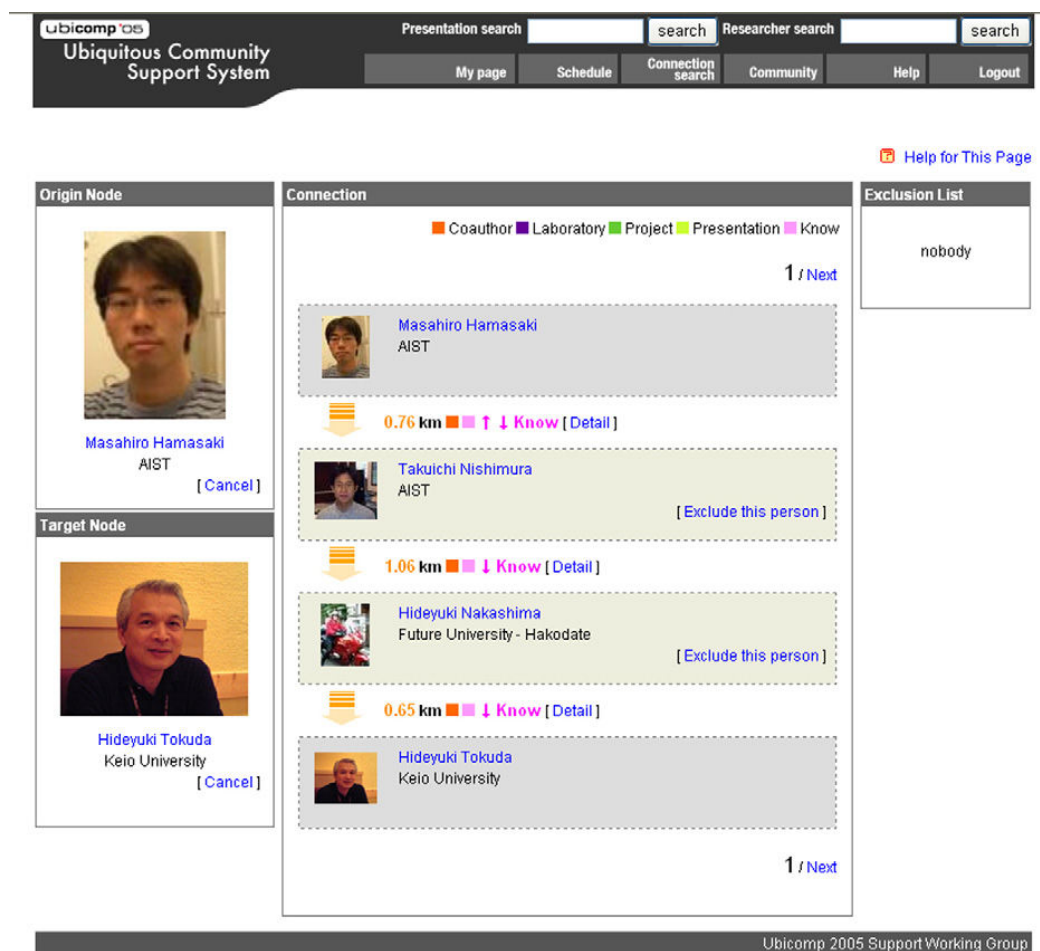 ubicomp'05
Ubiquitous Community
Support System
Presentation search search Researcher search search
My page Schedule Connection search Community Help Logout
? Help for This Page
Origin Node
Masahiro Hamasaki
AIST
[ Cancel ]
Target Node
Hideyuki Tokuda
Keio University
[ Cancel ]
Connection
Coauthor Laboratory Project Presentation Know
1 / Next
Masahiro Hamasaki
AIST
0.76 km ↑ ↓ Know [ Detail ]
Takuichi Nishimura
AIST
[ Exclude this person ]
1.06 km ↓ Know [ Detail ]
Hideyuki Nakashima
Future University - Hakodate
[ Exclude this person ]
0.65 km ↓ Know [ Detail ]
Hideyuki Tokuda
Keio University
1 / Next
Exclusion List
nobody
Ubicomp 2005 Support Working Group